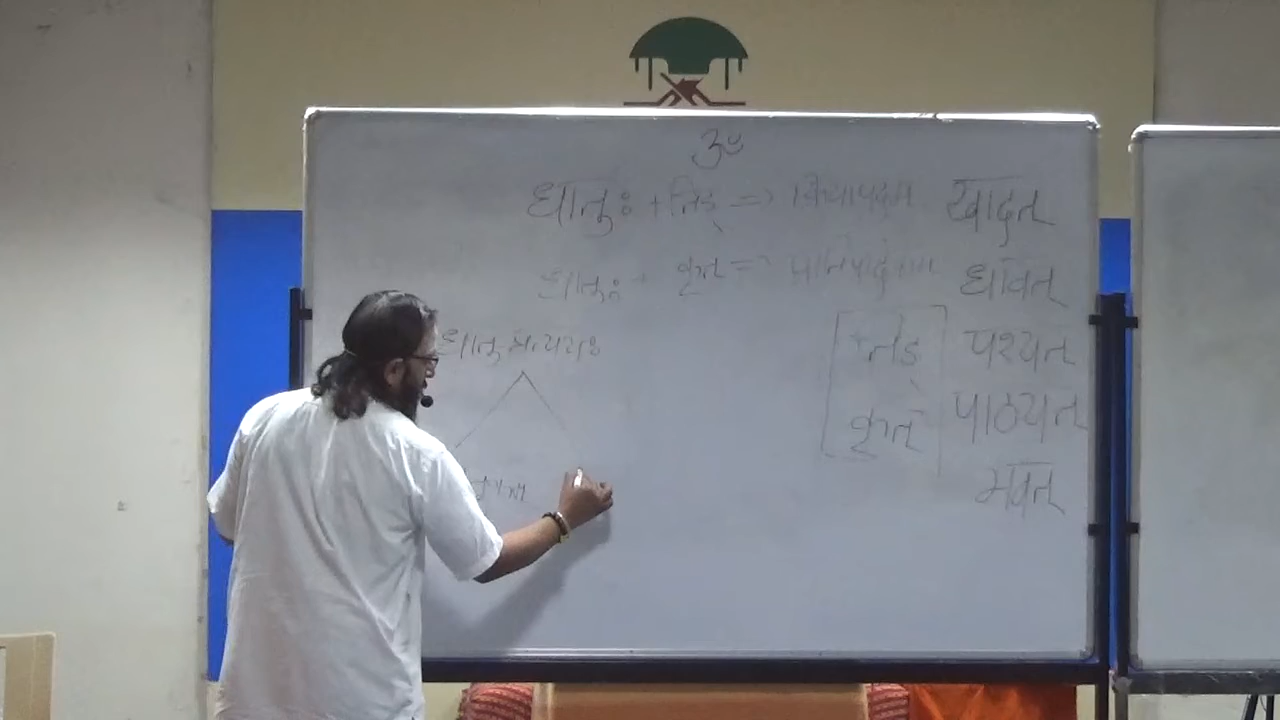 ॐ
धातुः + तिङ् => क्रियापदम् खादत्
धातुः + कृत् => प्रातिपदिकम् धावत्
धातु प्रत्ययः
तिङ् पश्यत्
कृत् पाठयत्
भवत्